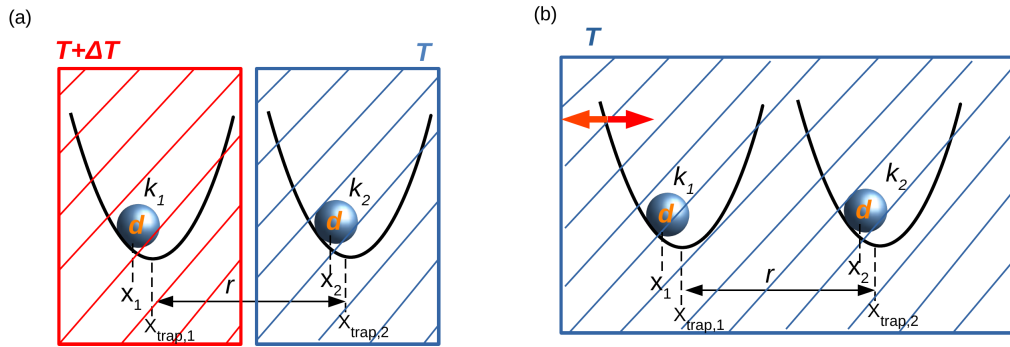 (a)
T+ΔT
T
k1
d
k2
d
x1
x2
r
xtrap,1
xtrap,2
(b)
T
k1
d
k2
d
x1
x2
r
xtrap,1
xtrap,2